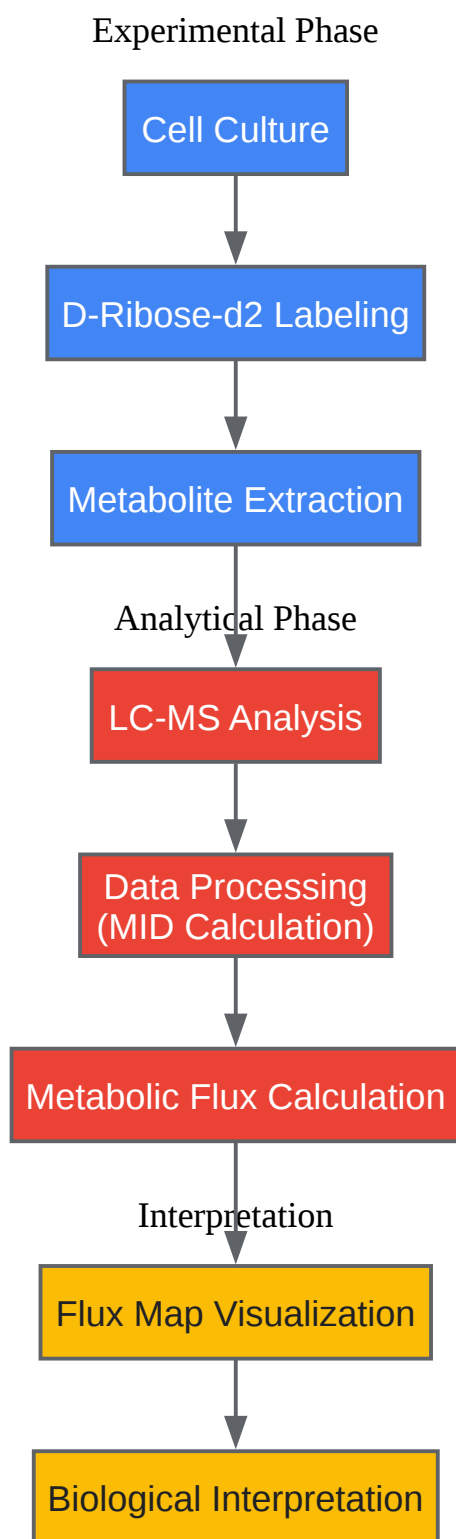 Experimental Phase
Cell Culture
D-Ribose-d2 Labeling
Metabolite Extraction
Analytical Phase
LC-MS Analysis
Data Processing
(MID Calculation)
Metabolic Flux Calculation
Interpretation
Flux Map Visualization
Biological Interpretation